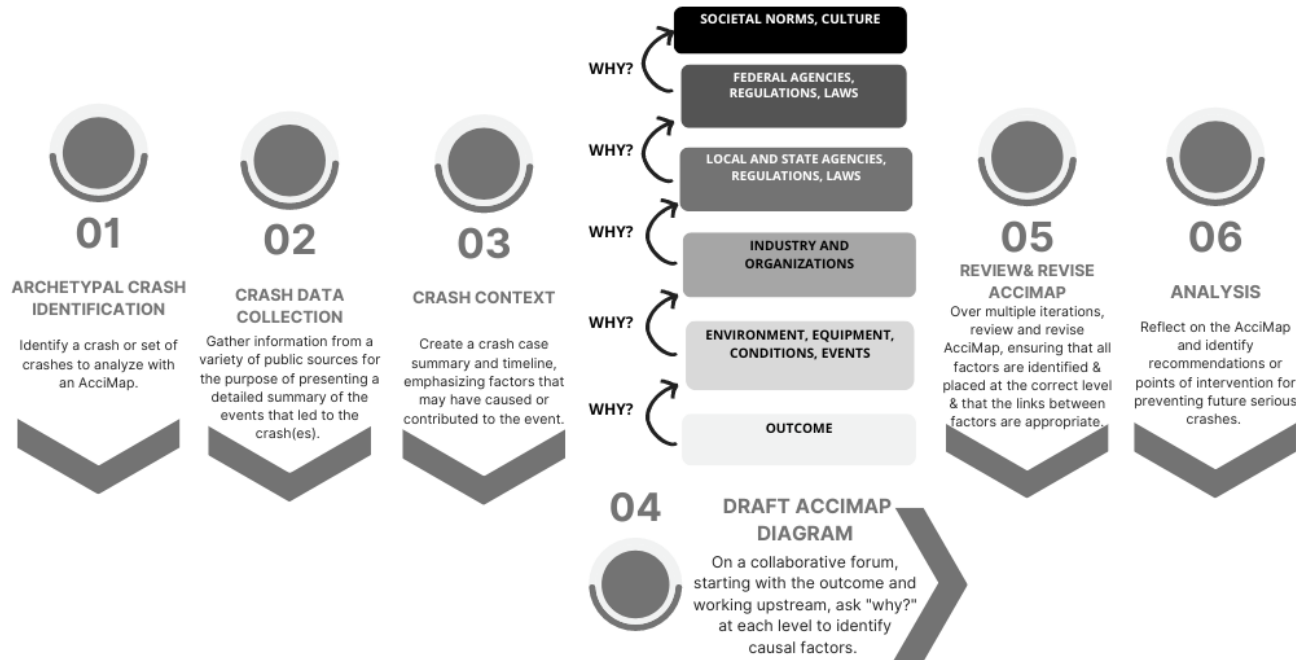 01
ARCHETYPAL CRASH
IDENTIFICATION
Identify a crash or set of
crashes to analyze with
an AcciMap.
02
CRASH DATA
COLLECTION
Gather information from a
variety of public sources for
the purpose of presenting a
detailed summary of the
events that led to the
crash(es).
03
CRASH CONTEXT
Create a crash case
summary and timeline,
emphasizing factors that
may have caused or
contributed to the event.
SOCIETAL NORMS, CULTURE
WHY?
FEDERAL AGENCIES,
REGULATIONS, LAWS
WHY?
LOCAL AND STATE AGENCIES,
REGULATIONS, LAWS
WHY?
INDUSTRY AND
ORGANIZATIONS
WHY?
ENVIRONMENT, EQUIPMENT,
CONDITIONS, EVENTS
WHY?
OUTCOME
04
DRAFT ACCIMAP
DIAGRAM
On a collaborative forum,
starting with the outcome and
working upstream, ask "why?"
at each level to identify
causal factors.
05
REVIEW& REVISE
ACCIMAP
Over multiple iterations,
review and revise
AcciMap, ensuring that all
factors are identified &
placed at the correct level
& that the links between
factors are appropriate.
06
ANALYSIS
Reflect on the AcciMap
and identify
recommendations or
points of intervention for
preventing future serious
crashes.